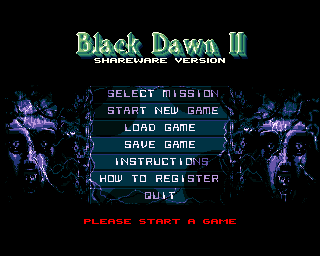 Black Dawn II
SHAREWARE VERSION
SELECT MISSION
START NEW GAME
LOAD GAME
SAVE GAME
INSTRUCTIONS
HOW TO REGISTER
QUIT
PLEASE START A GAME